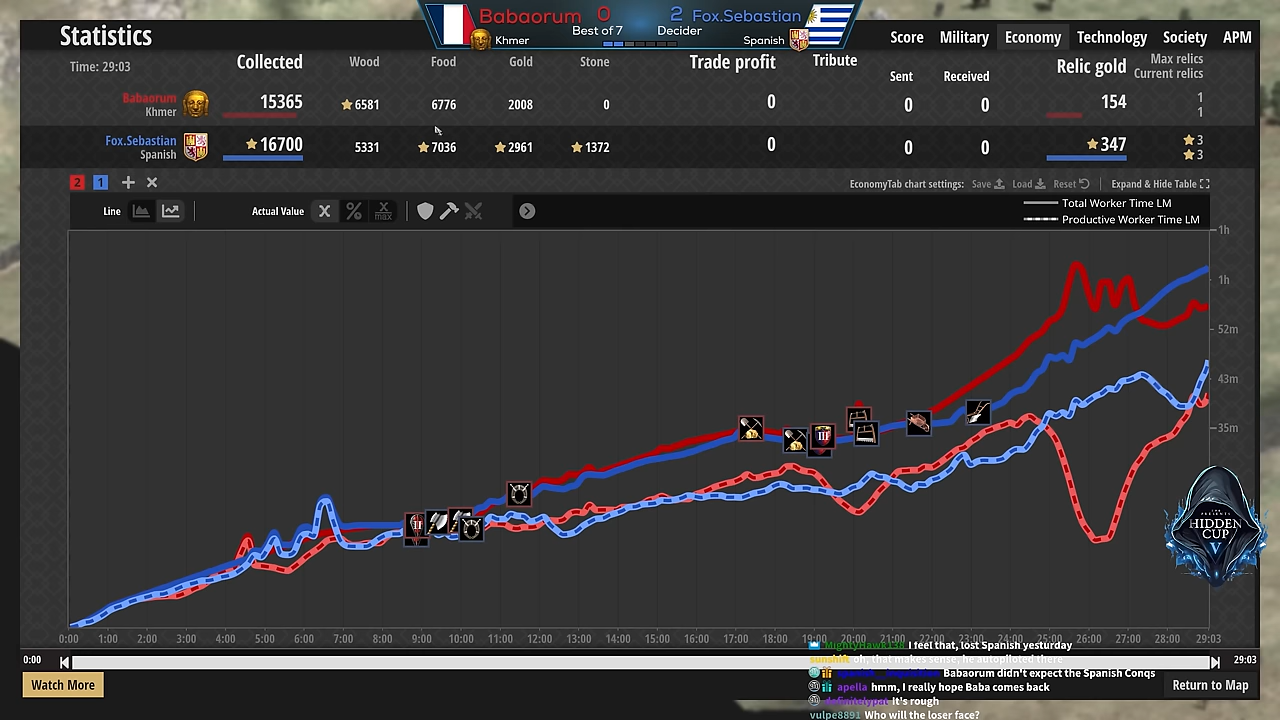 Babaorum 0 2 Fox.Sebastian
Khmer Best of 7 Decider Spanish
Statistics
Score Military Economy Technology Society APM
Time: 29:03
Collected Wood Food Gold Stone Trade profit Tribute Sent Received Relic gold Max relics
Current relics
Babaorum
Khmer
15365 6581 6776 2008 0 0 0 0 154 1
1
Fox.Sebastian
Spanish
16700 5331 7036 2961 1372 0 0 0 347 3
3
2 1
EconomyTab chart settings: Save Load Reset Expand & Hide Table
Line Actual Value X % X
max
Total Worker Time LM
Productive Worker Time LM
1h
1h
52m
43m
35m
II
III
HIDDEN
CUP
V
0:00 1:00 2:00 3:00 4:00 5:00 6:00 7:00 8:00 9:00 10:00 11:00 12:00 13:00 14:00 15:00 16:00 17:00 18:00 19:00 20:00 21:00 22:00 23:00 24:00 25:00 26:00 27:00 28:00 29:03
0:00 29:03
Watch More
Return to Map
MightyHawk138 I feel that, lost Spanish yesterday
sunshift oh, that makes sense, he autopiloted there
Babaorum didn't expect the Spanish Conqs
apella hmm, I really hope Baba comes back
definitelypat It's rough
vulpe8891 Who will the loser face?